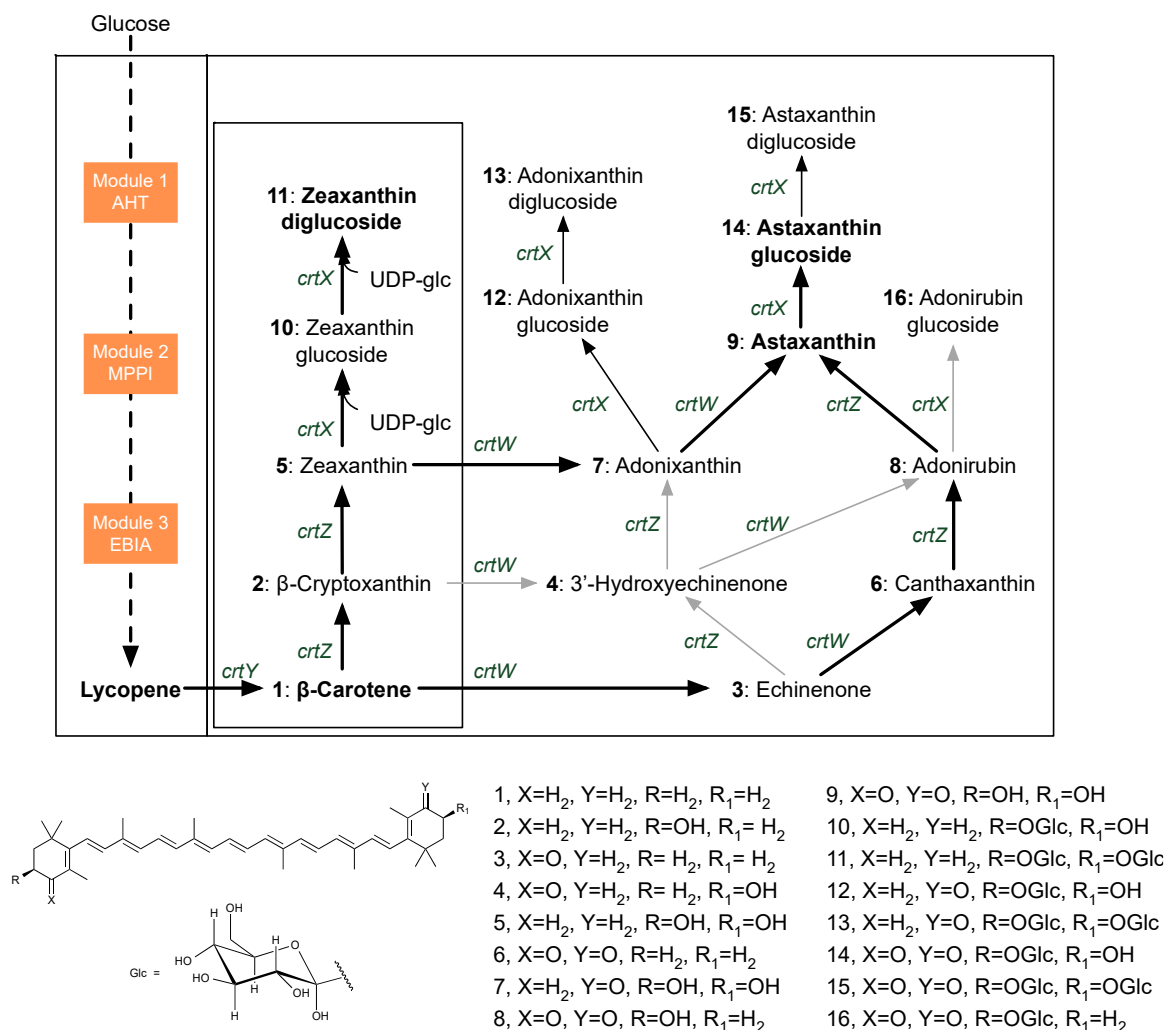 Glucose
Module 1
AHT
Module 2
MPPI
Module 3
EBIA
Lycopene
crtY
11: Zeaxanthin
diglucoside
crtX
UDP-glc
10: Zeaxanthin
glucoside
crtX
UDP-glc
5: Zeaxanthin
crtW
crtZ
2: β-Cryptoxanthin
crtW
crtZ
1: β-Carotene
crtW
13: Adonixanthin
diglucoside
crtX
12: Adonixanthin
glucoside
crtX
crtW
7: Adonixanthin
crtZ
crtW
4: 3'-Hydroxyechinenone
crtZ
crtW
3: Echinenone
15: Astaxanthin
diglucoside
crtX
14: Astaxanthin
glucoside
crtX
9: Astaxanthin
crtZ
16: Adonirubin
glucoside
crtX
8: Adonirubin
crtZ
6: Canthaxanthin
R
X
Y
R₁
Glc =
H
OH
H
O
HO
HO
H
OH
H
OH
1, X=H₂, Y=H₂, R=H₂, R₁=H₂
2, X=H₂, Y=H₂, R=OH, R₁= H₂
3, X=O, Y=H₂, R= H₂, R₁= H₂
4, X=O, Y=H₂, R= H₂, R₁=OH
5, X=H₂, Y=H₂, R=OH, R₁=OH
6, X=O, Y=O, R=H₂, R₁=H₂
7, X=H₂, Y=O, R=OH, R₁=OH
8, X=O, Y=O, R=OH, R₁=H₂
9, X=O, Y=O, R=OH, R₁=OH
10, X=H₂, Y=H₂, R=OGlc, R₁=OH
11, X=H₂, Y=H₂, R=OGlc, R₁=OGlc
12, X=H₂, Y=O, R=OGlc, R₁=OH
13, X=H₂, Y=O, R=OGlc, R₁=OGlc
14, X=O, Y=O, R=OGlc, R₁=OH
15, X=O, Y=O, R=OGlc, R₁=OGlc
16, X=O, Y=O, R=OGlc, R₁=H₂